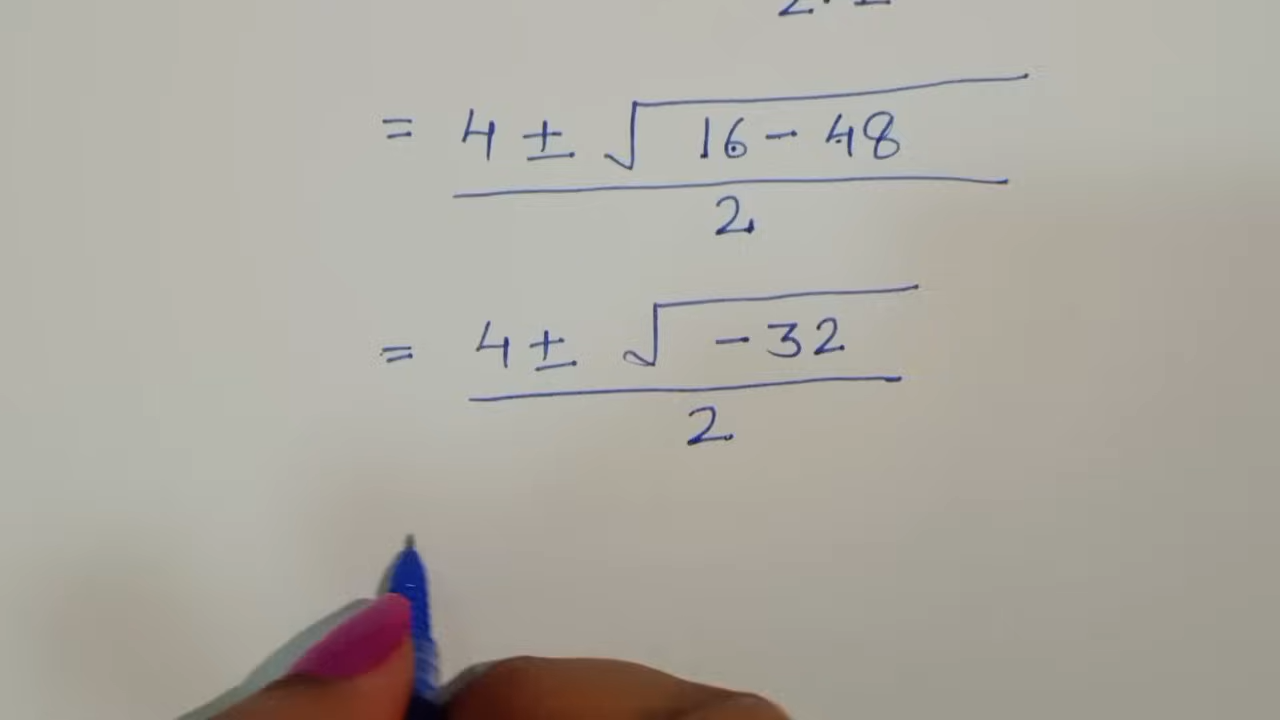 = 4 ± √16 - 48
2
= 4 ± √-32
2